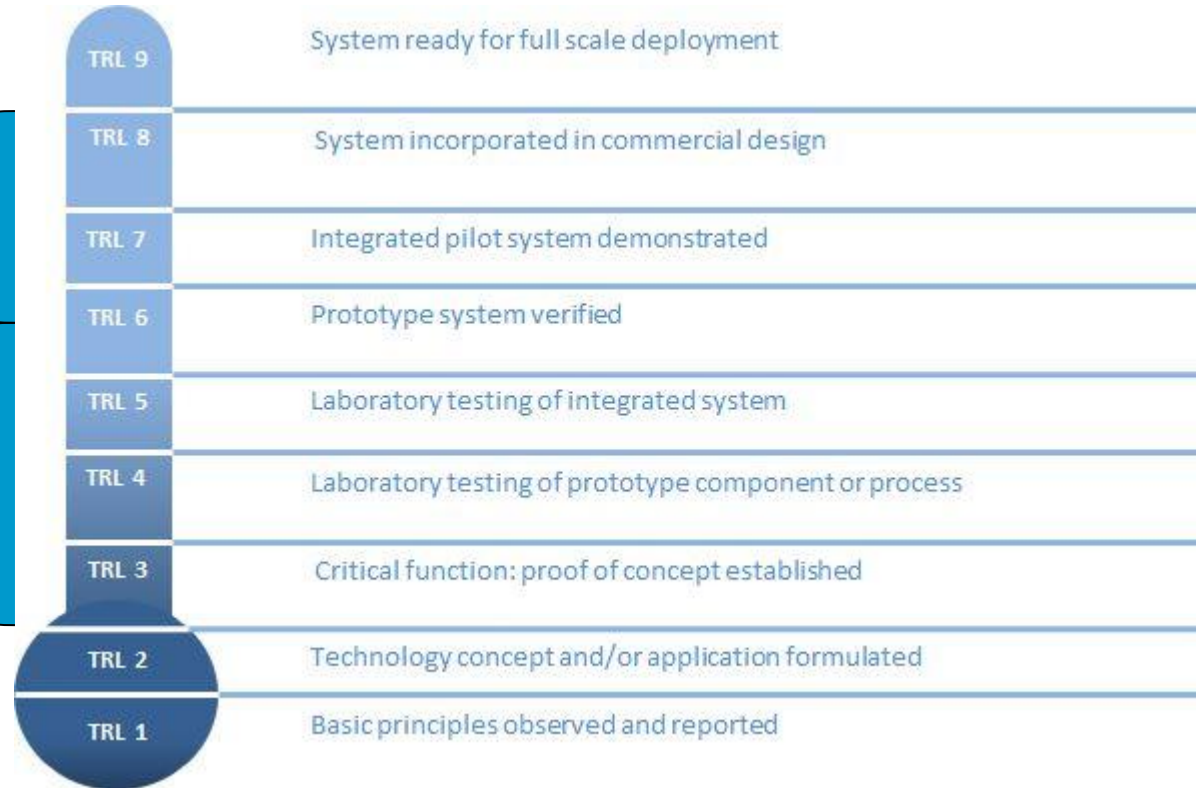 TRL 9 System ready for full scale deployment
TRL 8 System incorporated in commercial design
TRL 7 Integrated pilot system demonstrated
TRL 6 Prototype system verified
TRL 5 Laboratory testing of integrated system
TRL 4 Laboratory testing of prototype component or process
TRL 3 Critical function: proof of concept established
TRL 2 Technology concept and/or application formulated
TRL 1 Basic principles observed and reported